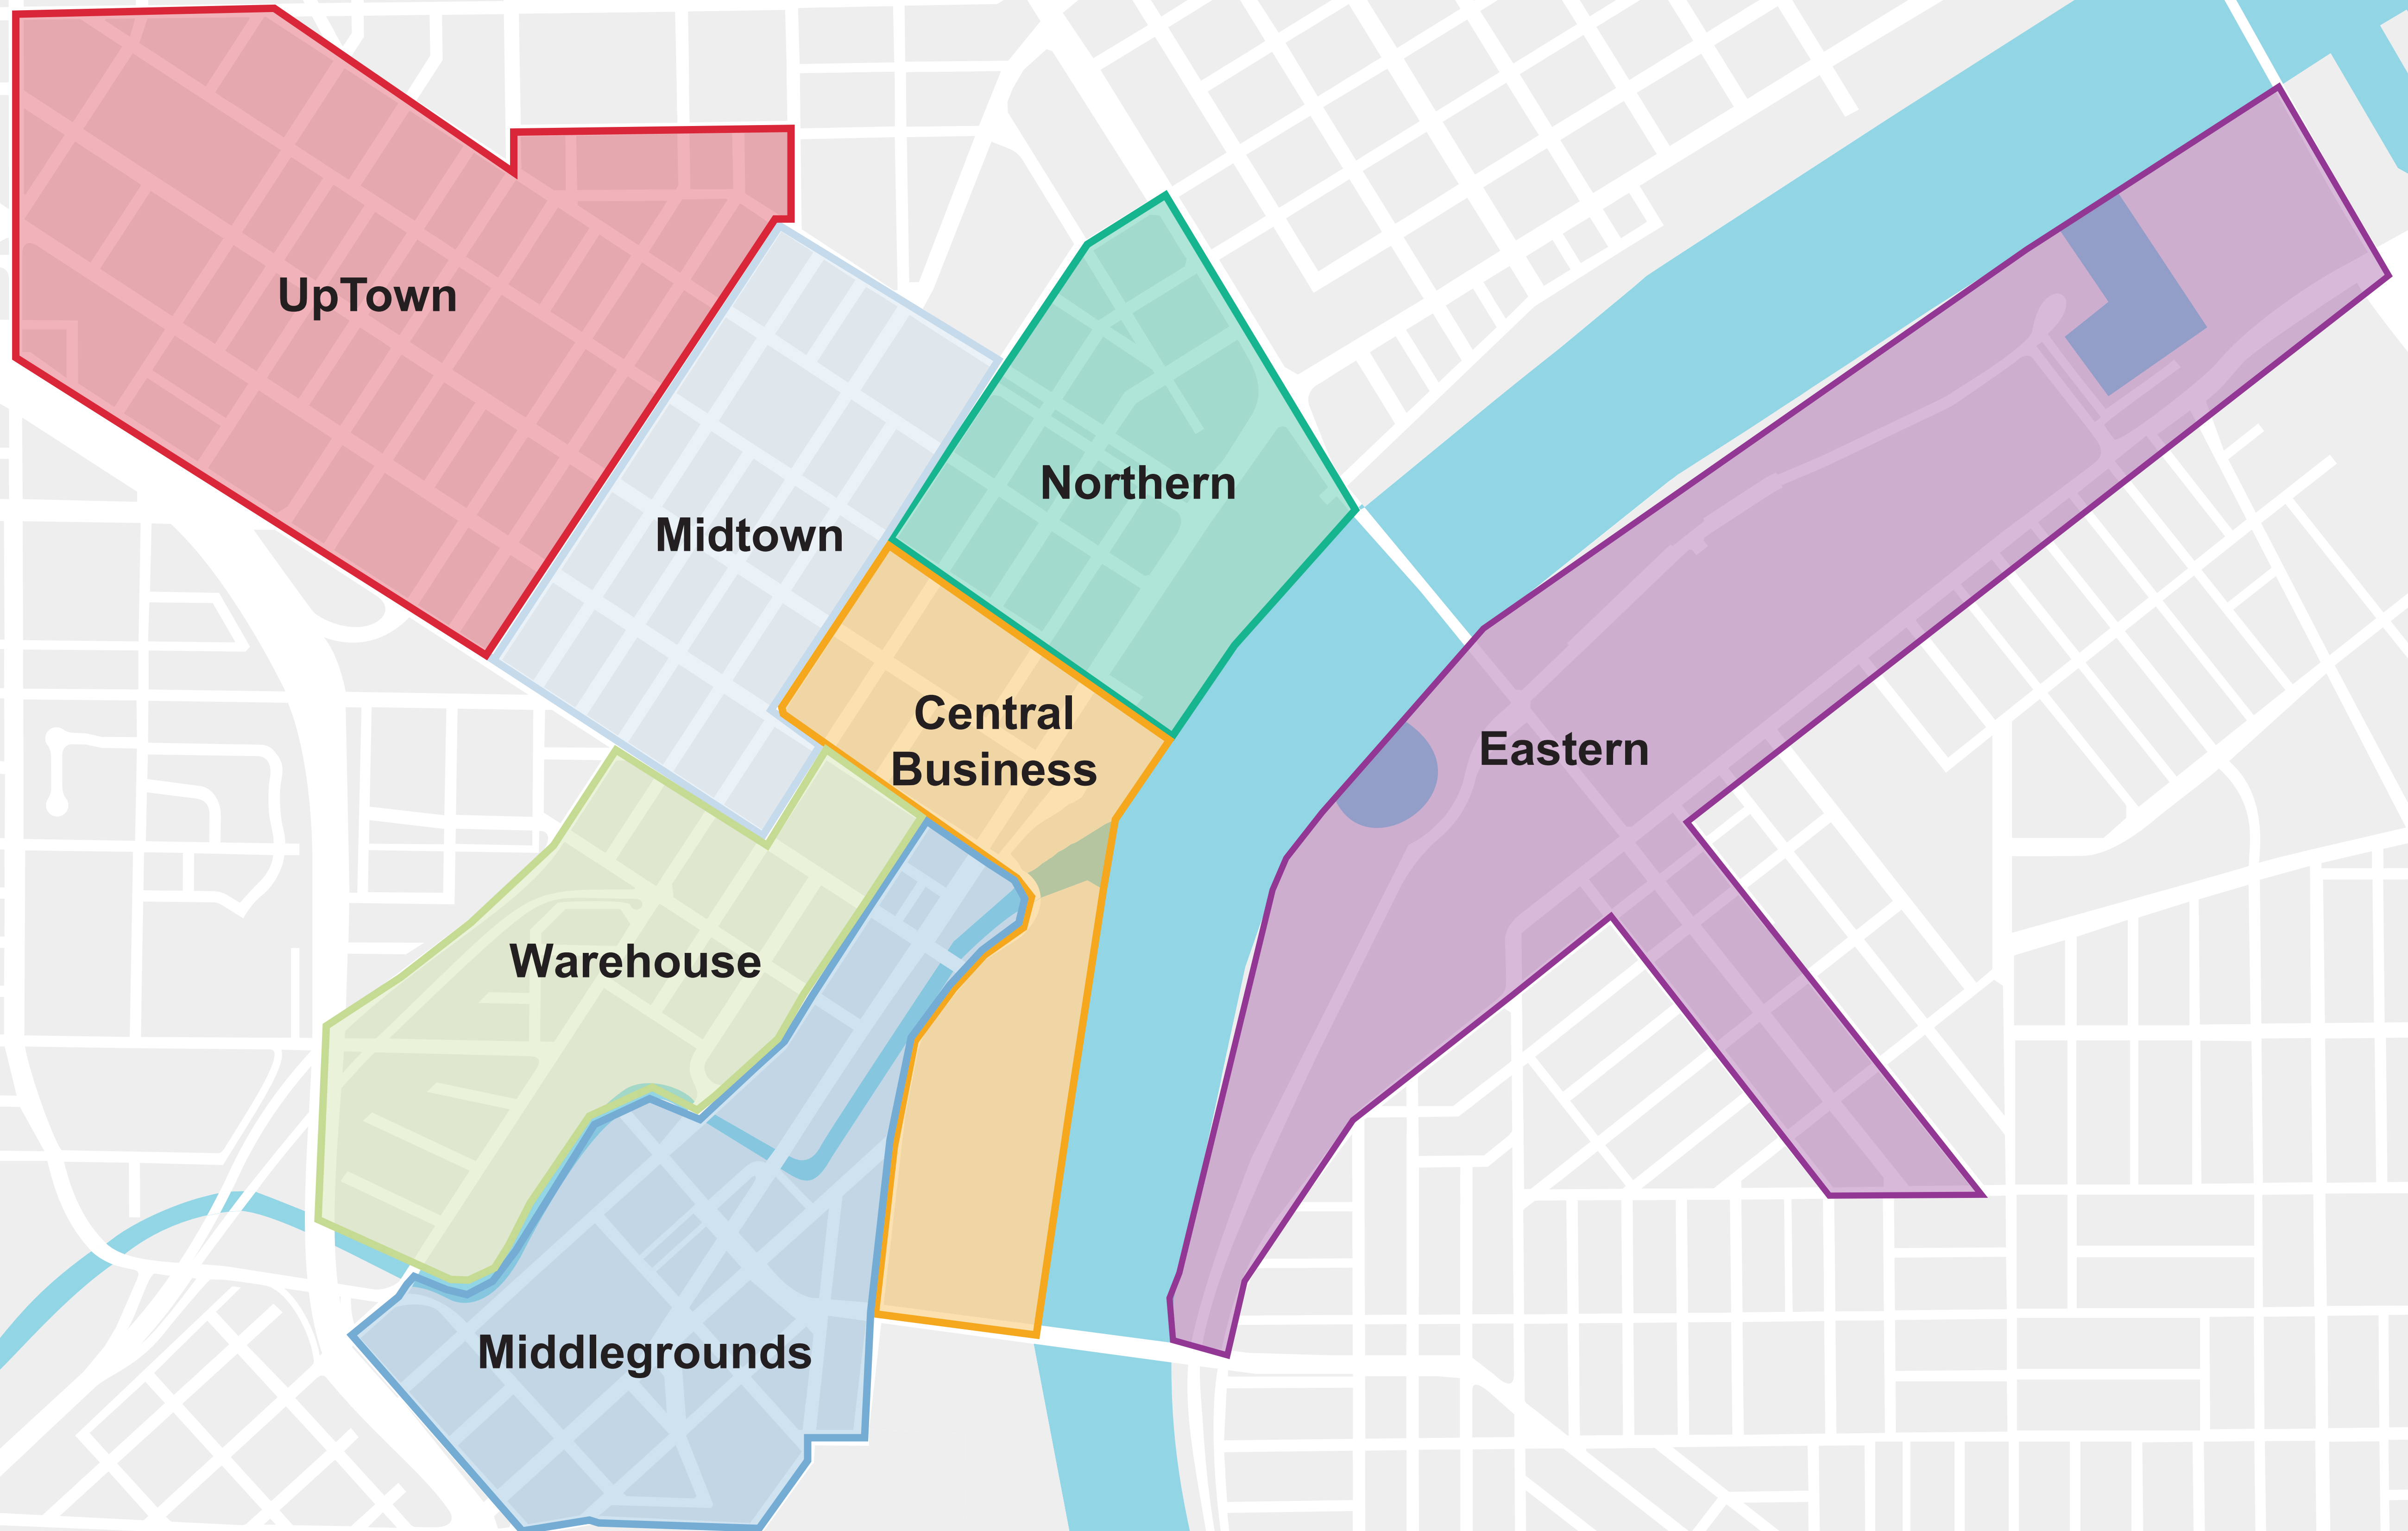 UpTown
Northern
Midtown
Central
Business
Eastern
Warehouse
Middlegrounds